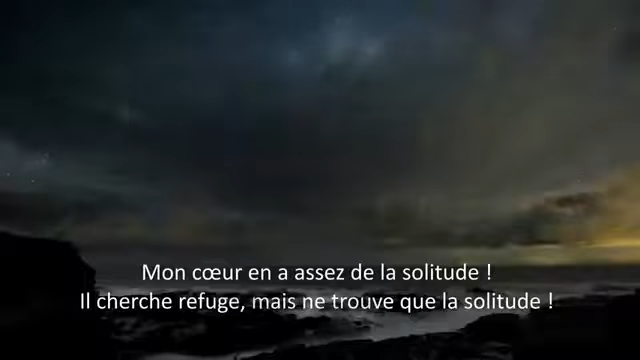 Mon cœur en a assez de la solitude !
Il cherche refuge, mais ne trouve que la solitude !